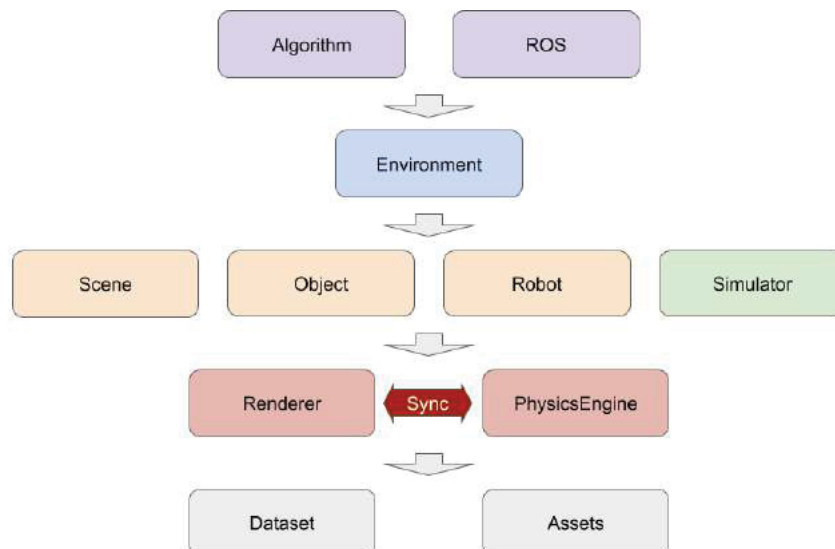 Algorithm
ROS
Environment
Scene
Object
Robot
Simulator
Renderer
Sync
PhysicsEngine
Dataset
Assets